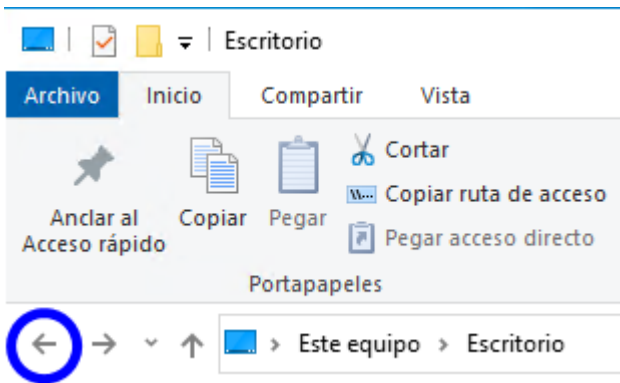 Escritorio
Archivo Inicio Compartir Vista
Anclar al
Acceso rápido
Copiar
Pegar
Cortar
Copiar ruta de acceso
Pegar acceso directo
Portapapeles
Este equipo > Escritorio